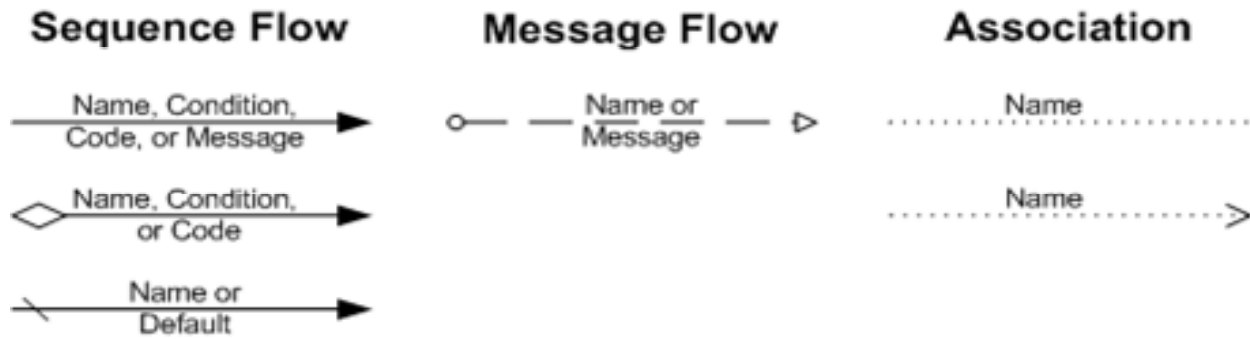 Sequence Flow
Message Flow
Association
Name, Condition,
Code, or Message
Name or
Message
Name
Name, Condition,
or Code
Name
Name or
Default